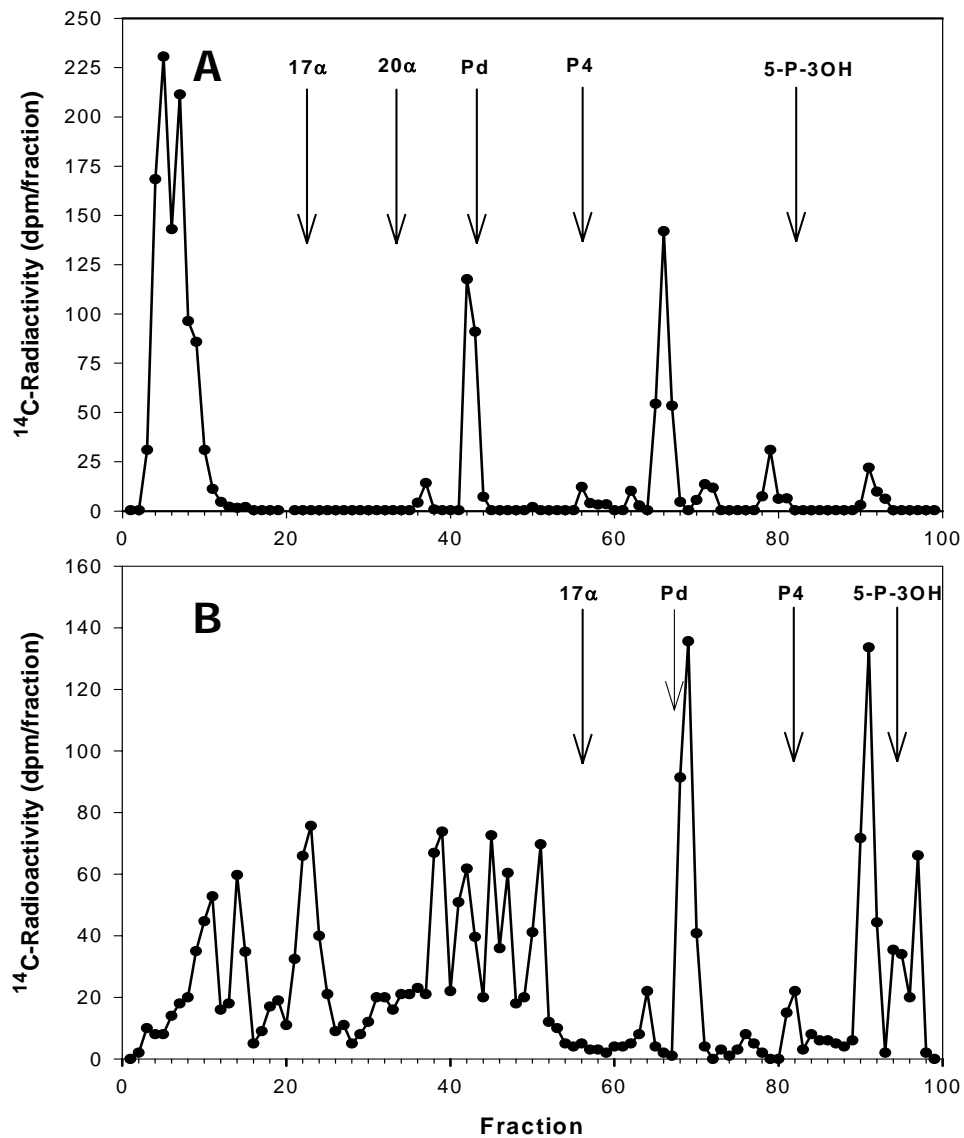 A
17α 20α Pd P4 5-P-3OH
250
225
200
175
150
125
100
75
50
25
0
¹⁴C-Radiactivity (dpm/fraction)
0 20 40 60 80 100
B
17α Pd P4 5-P-3OH
160
140
120
100
80
60
40
20
0
¹⁴C-Radioactivity (dpm/fraction)
0 20 40 60 80 100
Fraction